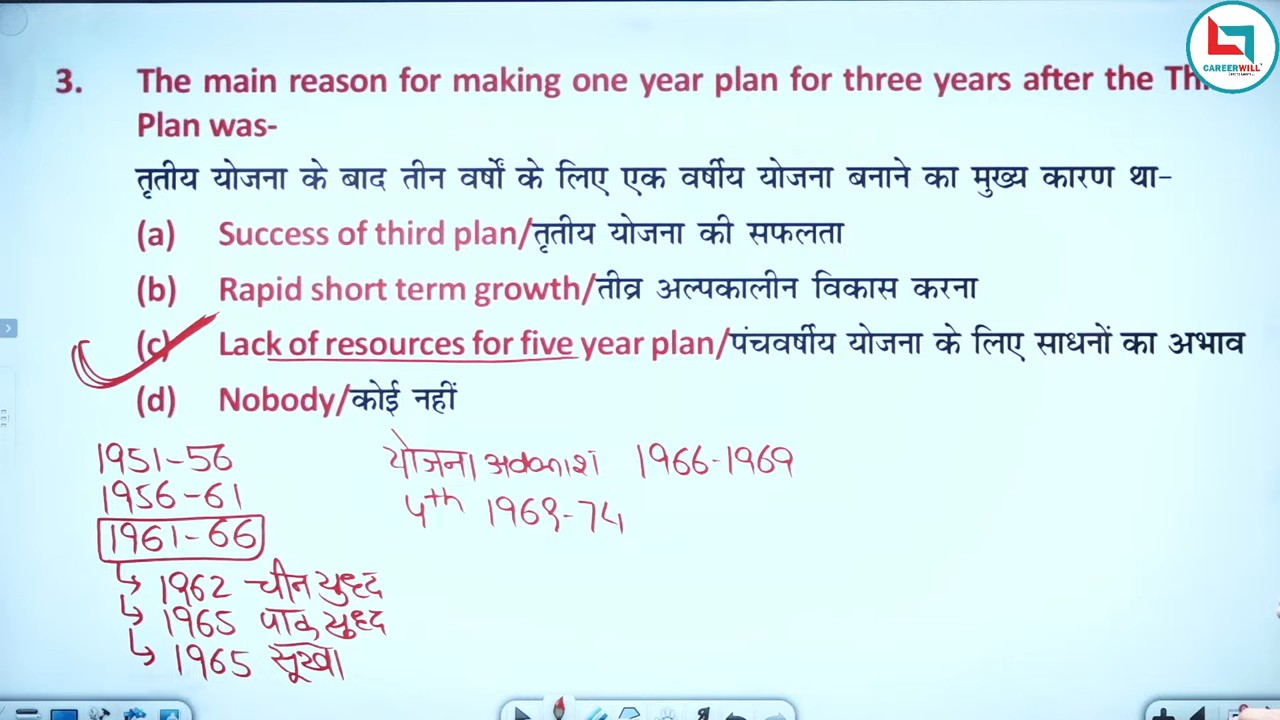 CAREERWILL
3. The main reason for making one year plan for three years after the Th
Plan was-
तृतीय योजना के बाद तीन वर्षों के लिए एक वर्षीय योजना बनाने का मुख्य कारण था-
(a) Success of third plan/तृतीय योजना की सफलता
(b) Rapid short term growth/तीव्र अल्पकालीन विकास करना
(c) Lack of resources for five year plan/पंचवर्षीय योजना के लिए साधनों का अभाव
(d) Nobody/कोई नहीं
1951-56
1956-61
1961-66
1962 चीन युध्द
1965 पाक युध्द
1965 सूखा
योजना अवकाश 1966-1969
4th 1969-74